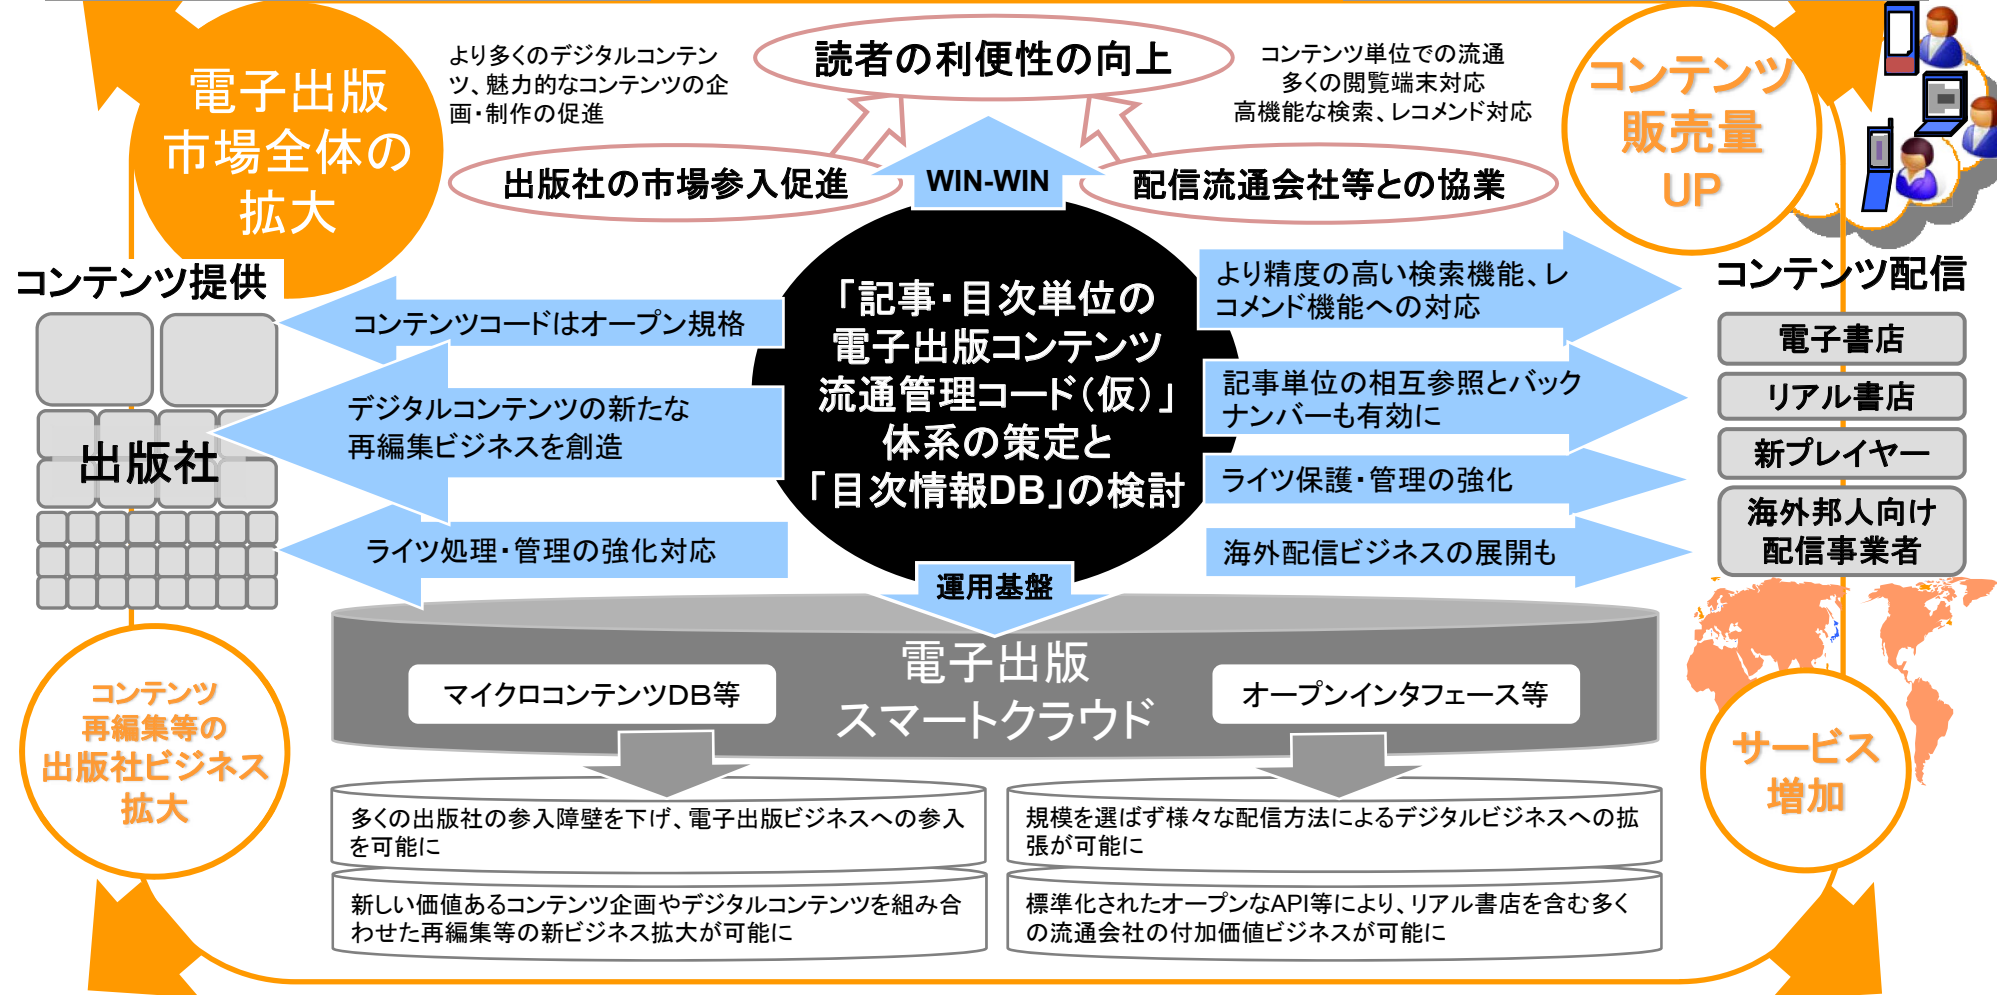 電子出版
市場全体の
拡大
より多くのデジタルコンテン
ツ、魅力的なコンテンツの企
画・制作の促進
読者の利便性の向上
コンテンツ単位での流通
多くの閲覧端末対応
高機能な検索、レコメンド対応
コンテンツ
販売量
UP
出版社の市場参入促進
WIN-WIN
配信流通会社等との協業
コンテンツ提供
出版社
コンテンツコードはオープン規格
デジタルコンテンツの新たな
再編集ビジネスを創造
ライツ処理・管理の強化対応
「記事・目次単位の
電子出版コンテンツ
流通管理コード（仮）」
体系の策定と
「目次情報DB」の検討
より精度の高い検索機能、レ
コメンド機能への対応
記事単位の相互参照とバック
ナンバーも有効に
ライツ保護・管理の強化
海外配信ビジネスの展開も
コンテンツ配信
電子書店
リアル書店
新プレイヤー
海外邦人向け
配信事業者
運用基盤
電子出版
スマートクラウド
マイクロコンテンツDB等
オープンインタフェース等
コンテンツ
再編集等の
出版社ビジネス
拡大
サービス
増加
多くの出版社の参入障壁を下げ、電子出版ビジネスへの参入
を可能に
新しい価値あるコンテンツ企画やデジタルコンテンツを組み合
わせた再編集等の新ビジネス拡大が可能に
規模を選ばず様々な配信方法によるデジタルビジネスへの拡
張が可能に
標準化されたオープンなAPI等により、リアル書店を含む多く
の流通会社の付加価値ビジネスが可能に